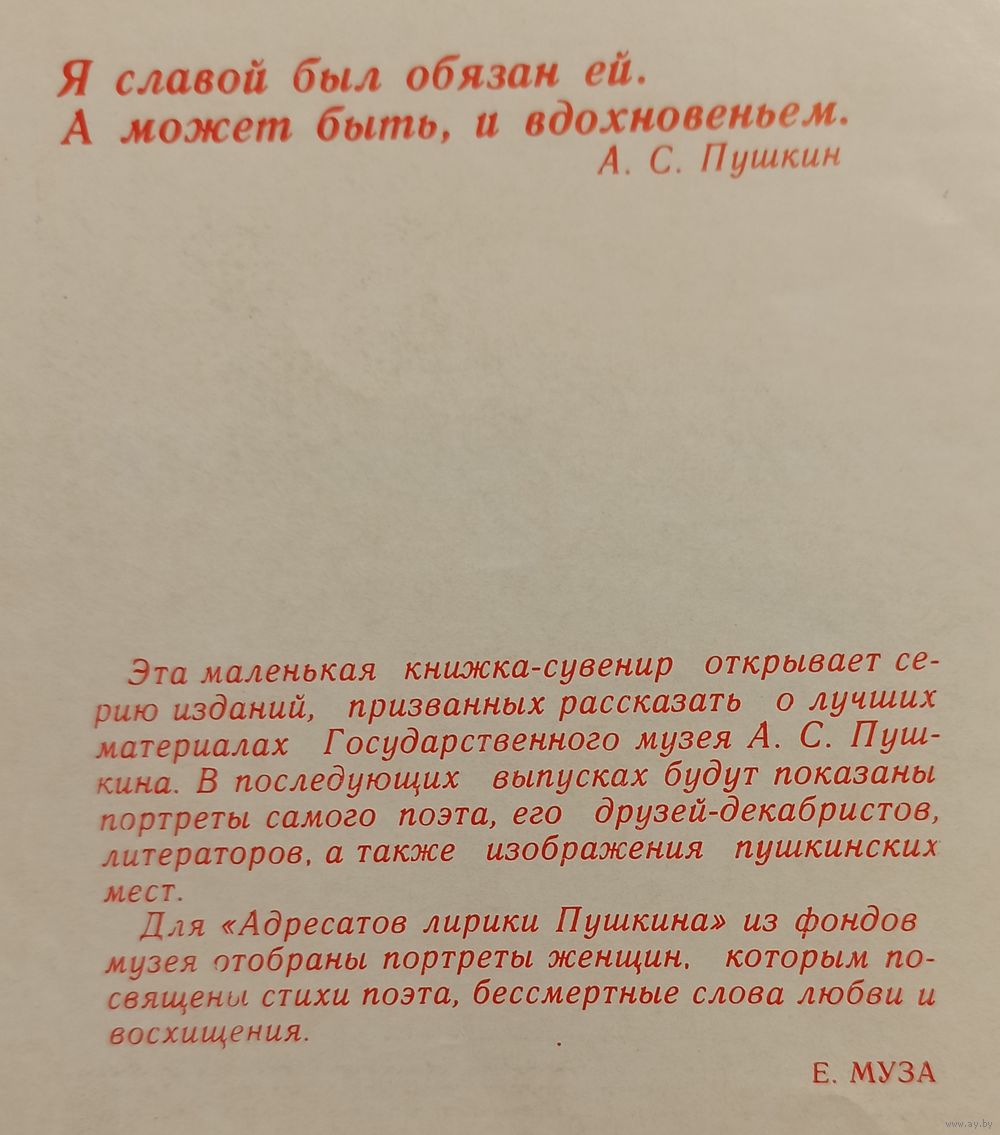 Я славой был обязан ей.
А может быть, и вдохновеньем.
А. С. Пушкин
Эта маленькая книжка-сувенир открывает се-
рию изданий, призванных рассказать о лучших
материалах Государственного музея А. С. Пуш-
кина. В последующих выпусках будут показаны
портреты самого поэта, его друзей-декабристов,
литераторов, а также изображения пушкинских
мест.
Для «Адресатов лирики Пушкина» из фондов
музея отобраны портреты женщин, которым по-
священы стихи поэта, бессмертные слова любви и
восхищения.
Е. МУЗА
www.ay.by